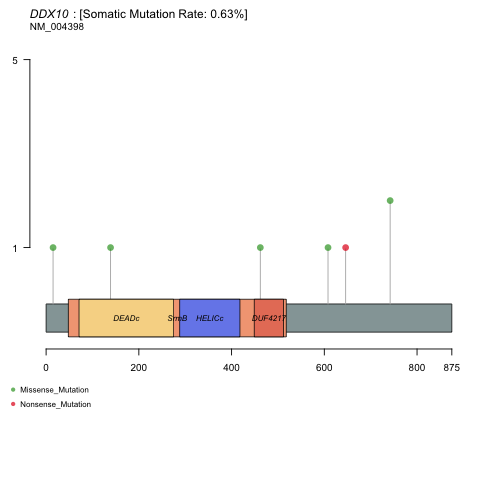 DDX10 : [Somatic Mutation Rate: 0.63%]
NM_004398
5
1
DEADc SrmB HELICc DUF4217
0 200 400 600 800 875
Missense_Mutation
Nonsense_Mutation